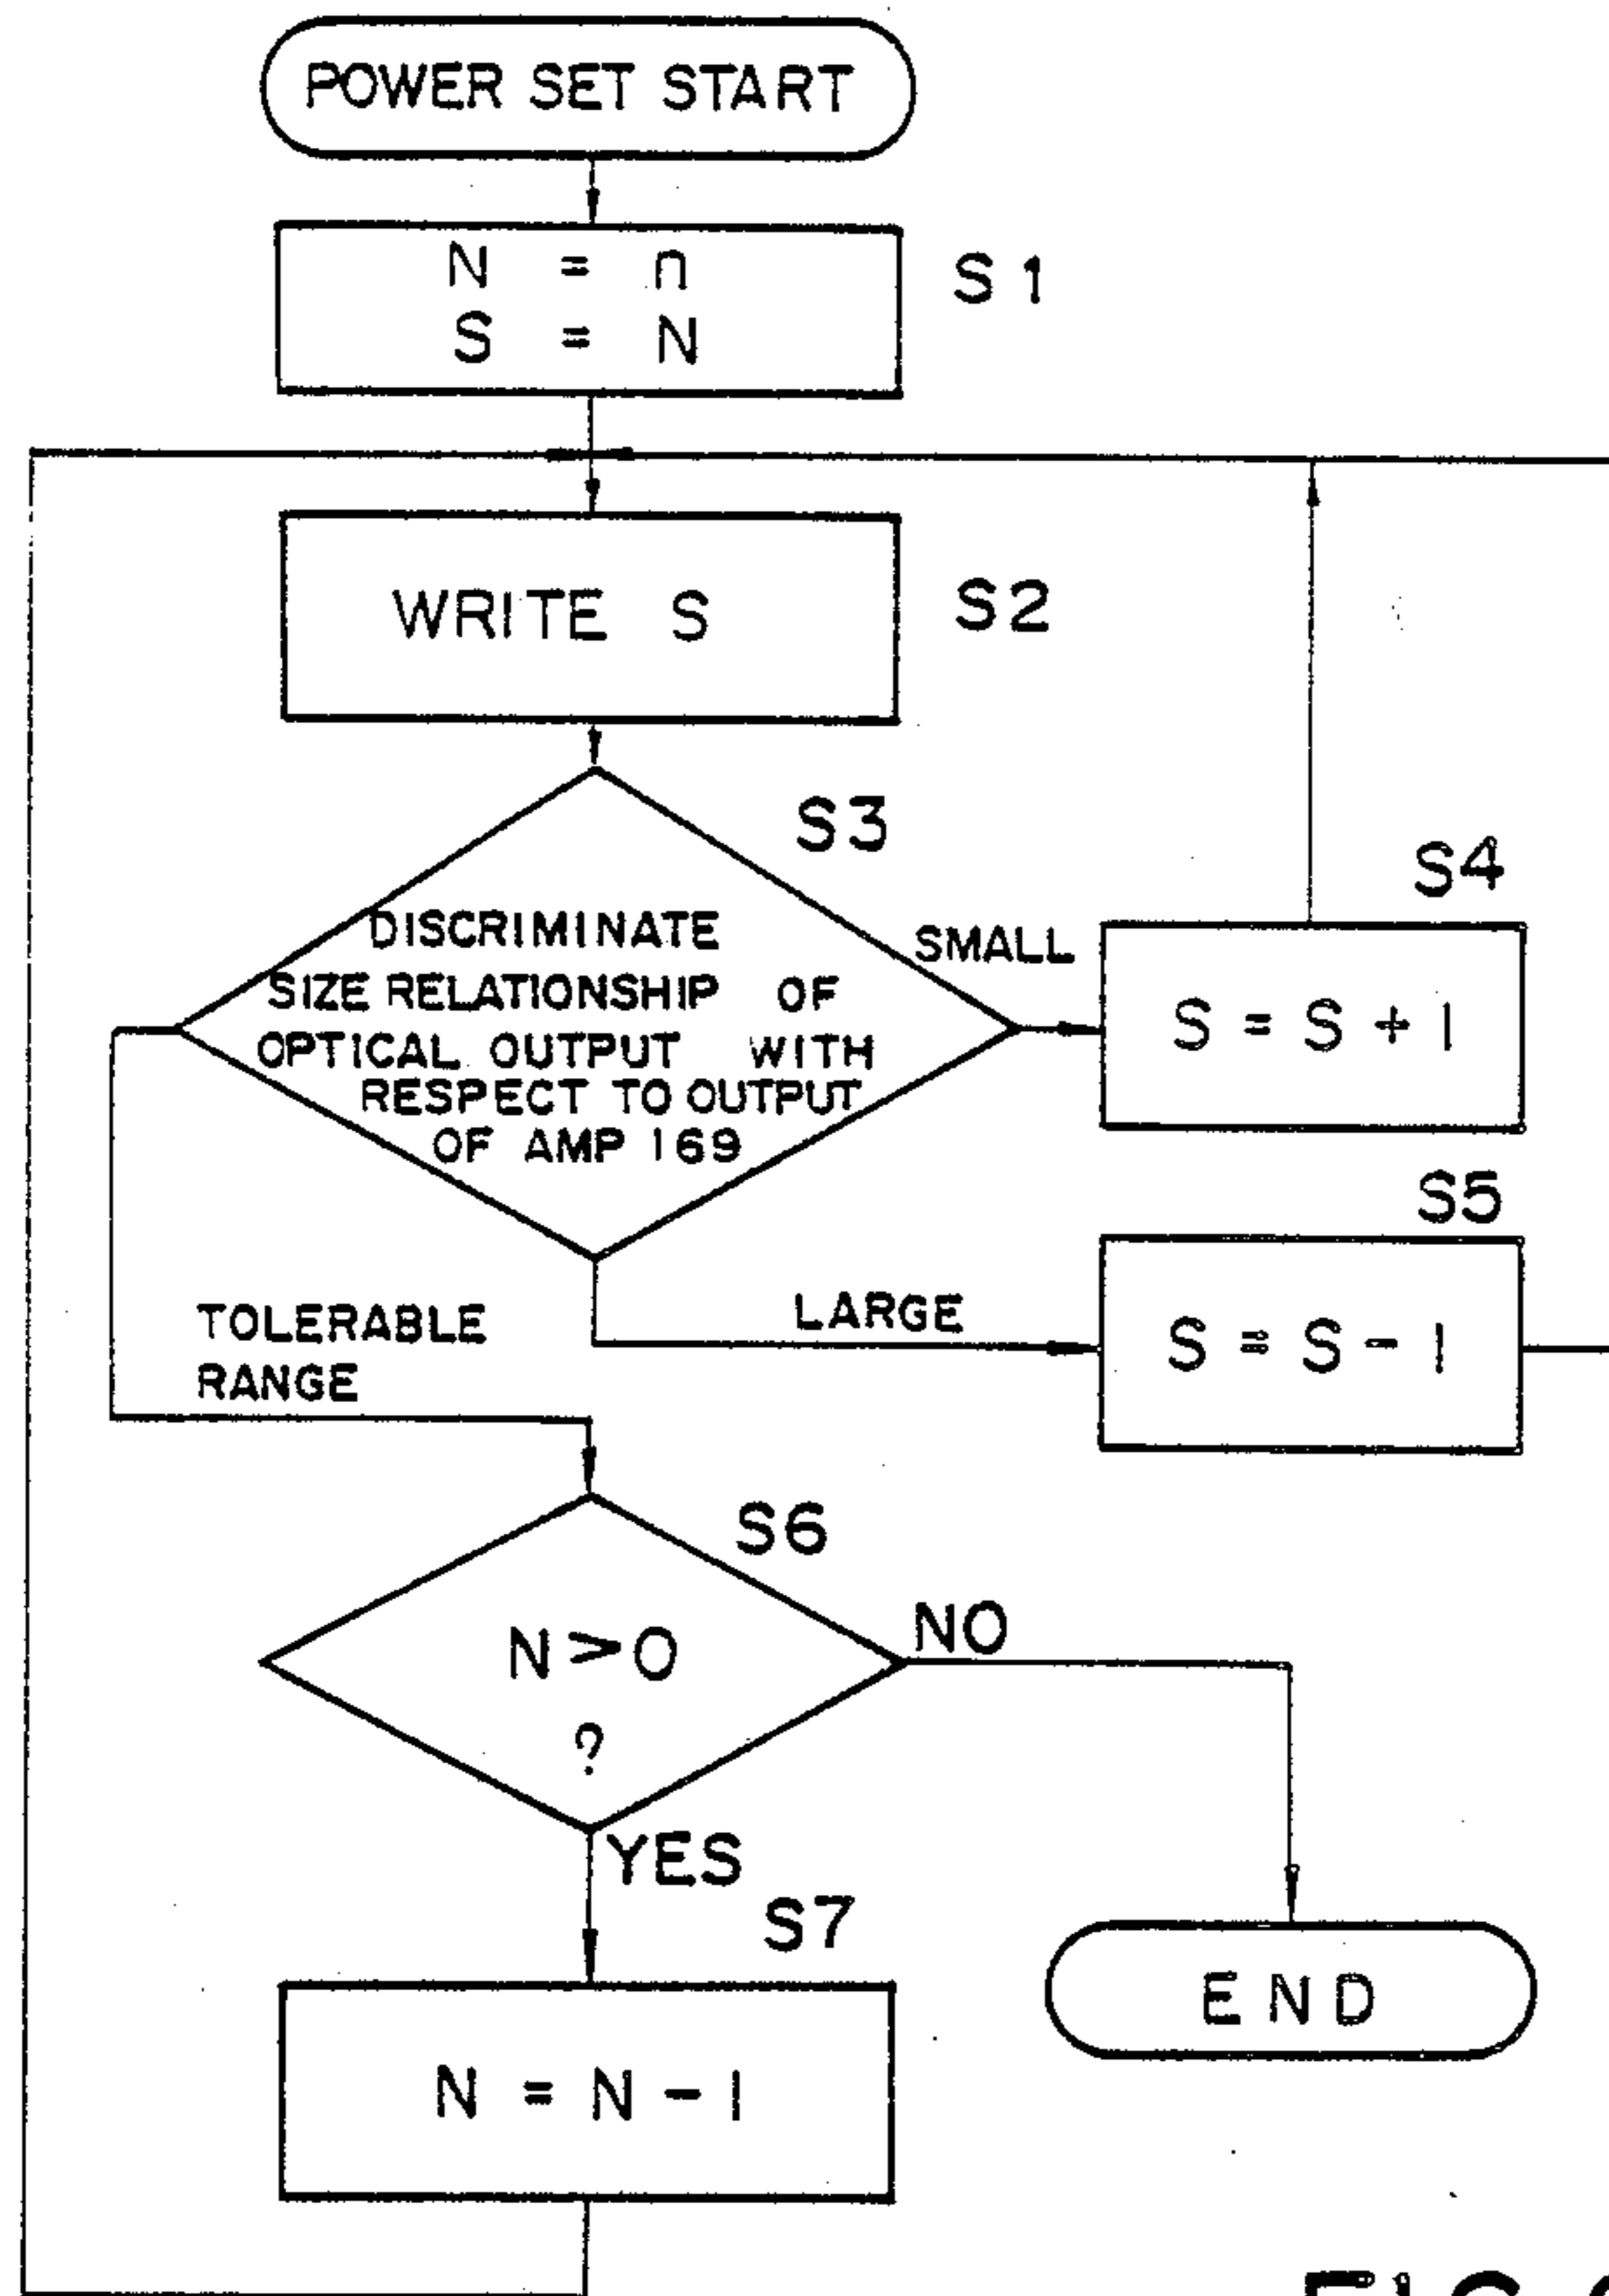 POWER SET START
N = n
S = N
S1
WRITE S
S2
S3
DISCRIMINATE
SIZE RELATIONSHIP OF
OPTICAL OUTPUT WITH
RESPECT TO OUTPUT
OF AMP 169
SMALL
S4
S = S + 1
S5
LARGE
S = S - 1
TOLERABLE
RANGE
S6
N > 0
?
NO
YES
S7
N = N - 1
END